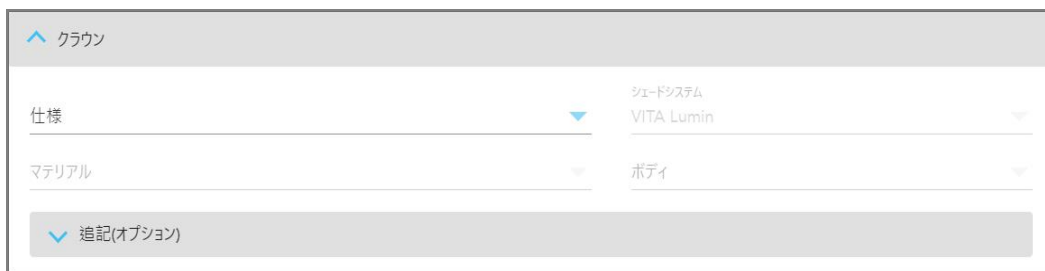 クラウン
仕様
シェードシステム
VITA Lumin
マテリアル
ボディ
追記(オプション)